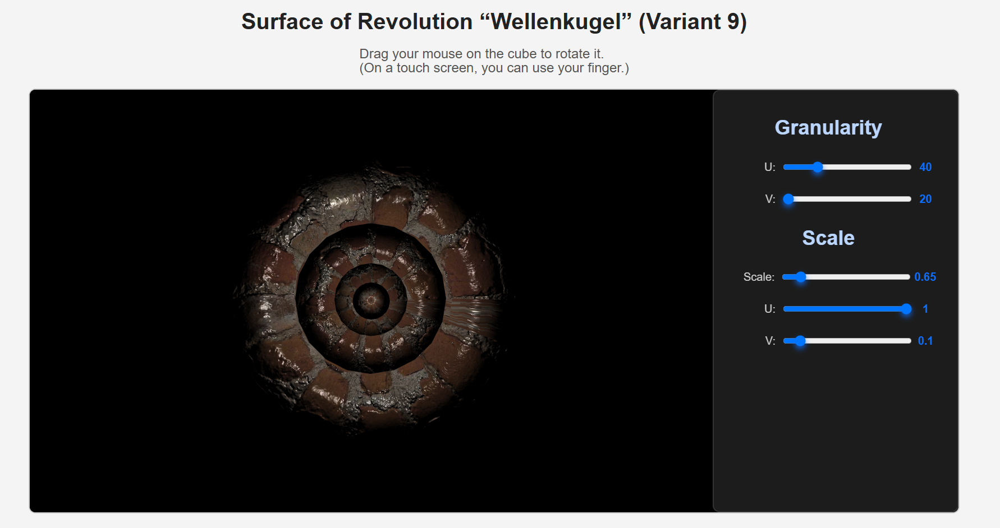 Surface of Revolution “Wellenkugel” (Variant 9)
Drag your mouse on the cube to rotate it.
(On a touch screen, you can use your finger.)
Granularity
U: 40
V: 20
Scale
Scale: 0.65
U: 1
V: 0.1